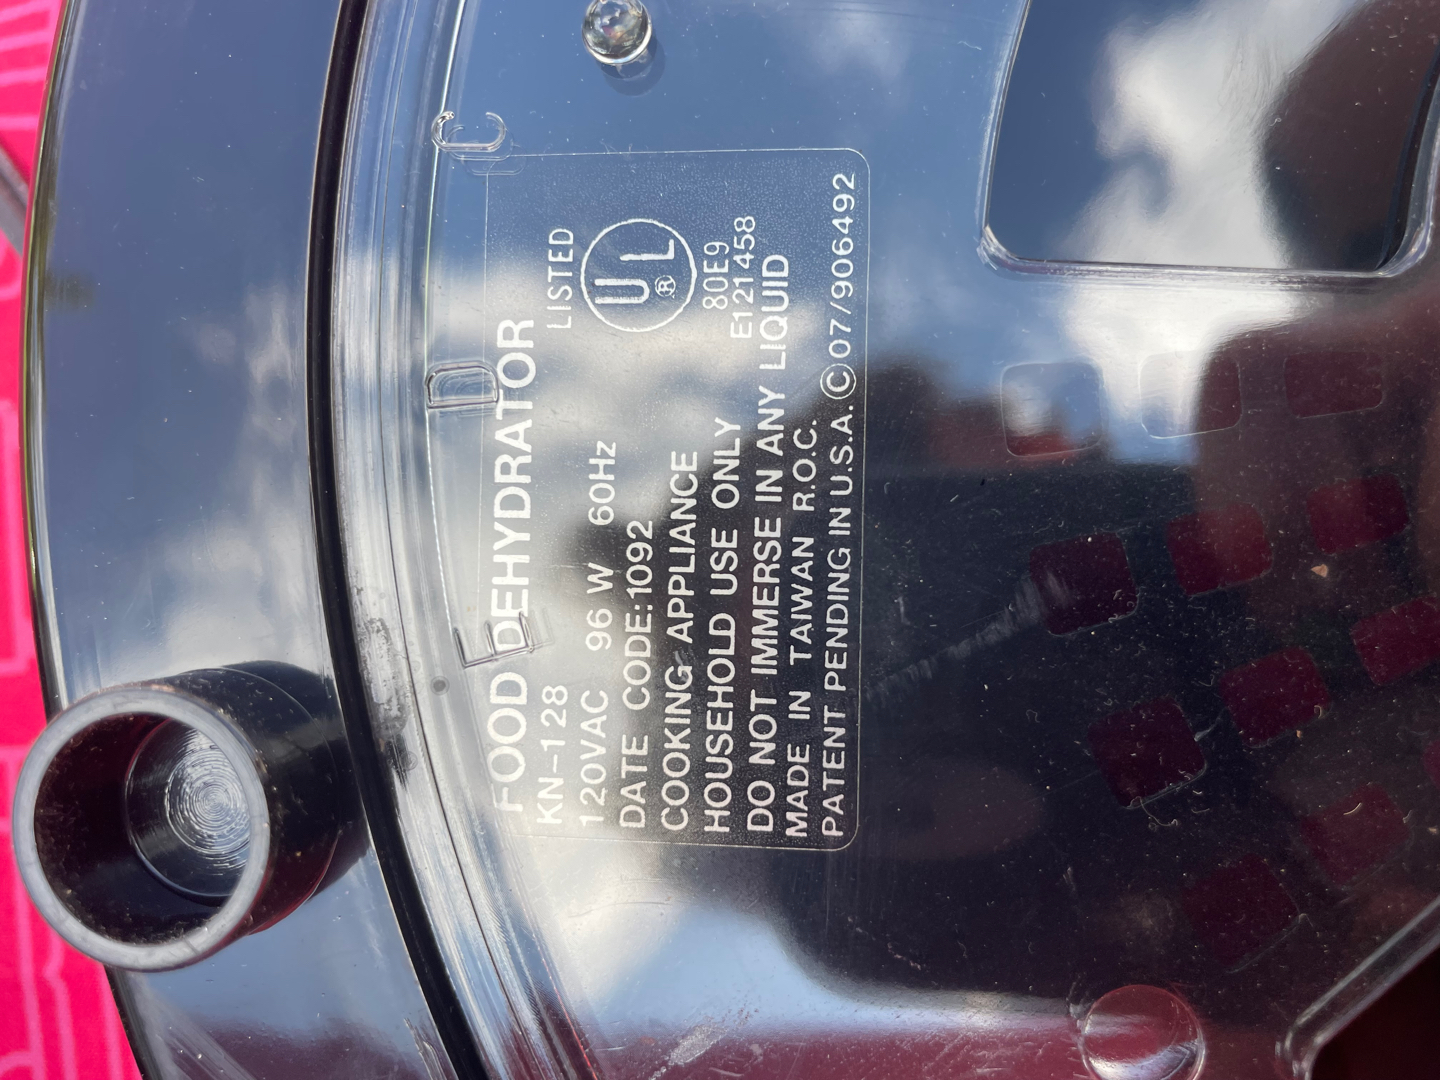 FOOD DEHYDRATOR
KN-128
LISTED
120VAC 96 W 60Hz
UL ®
DATE CODE:1092
COOKING APPLIANCE
80E9
HOUSEHOLD USE ONLY
E121458
DO NOT IMMERSE IN ANY LIQUID
MADE IN TAIWAN R.O.C.
PATENT PENDING IN U.S.A. ©07/906492
E
D
C